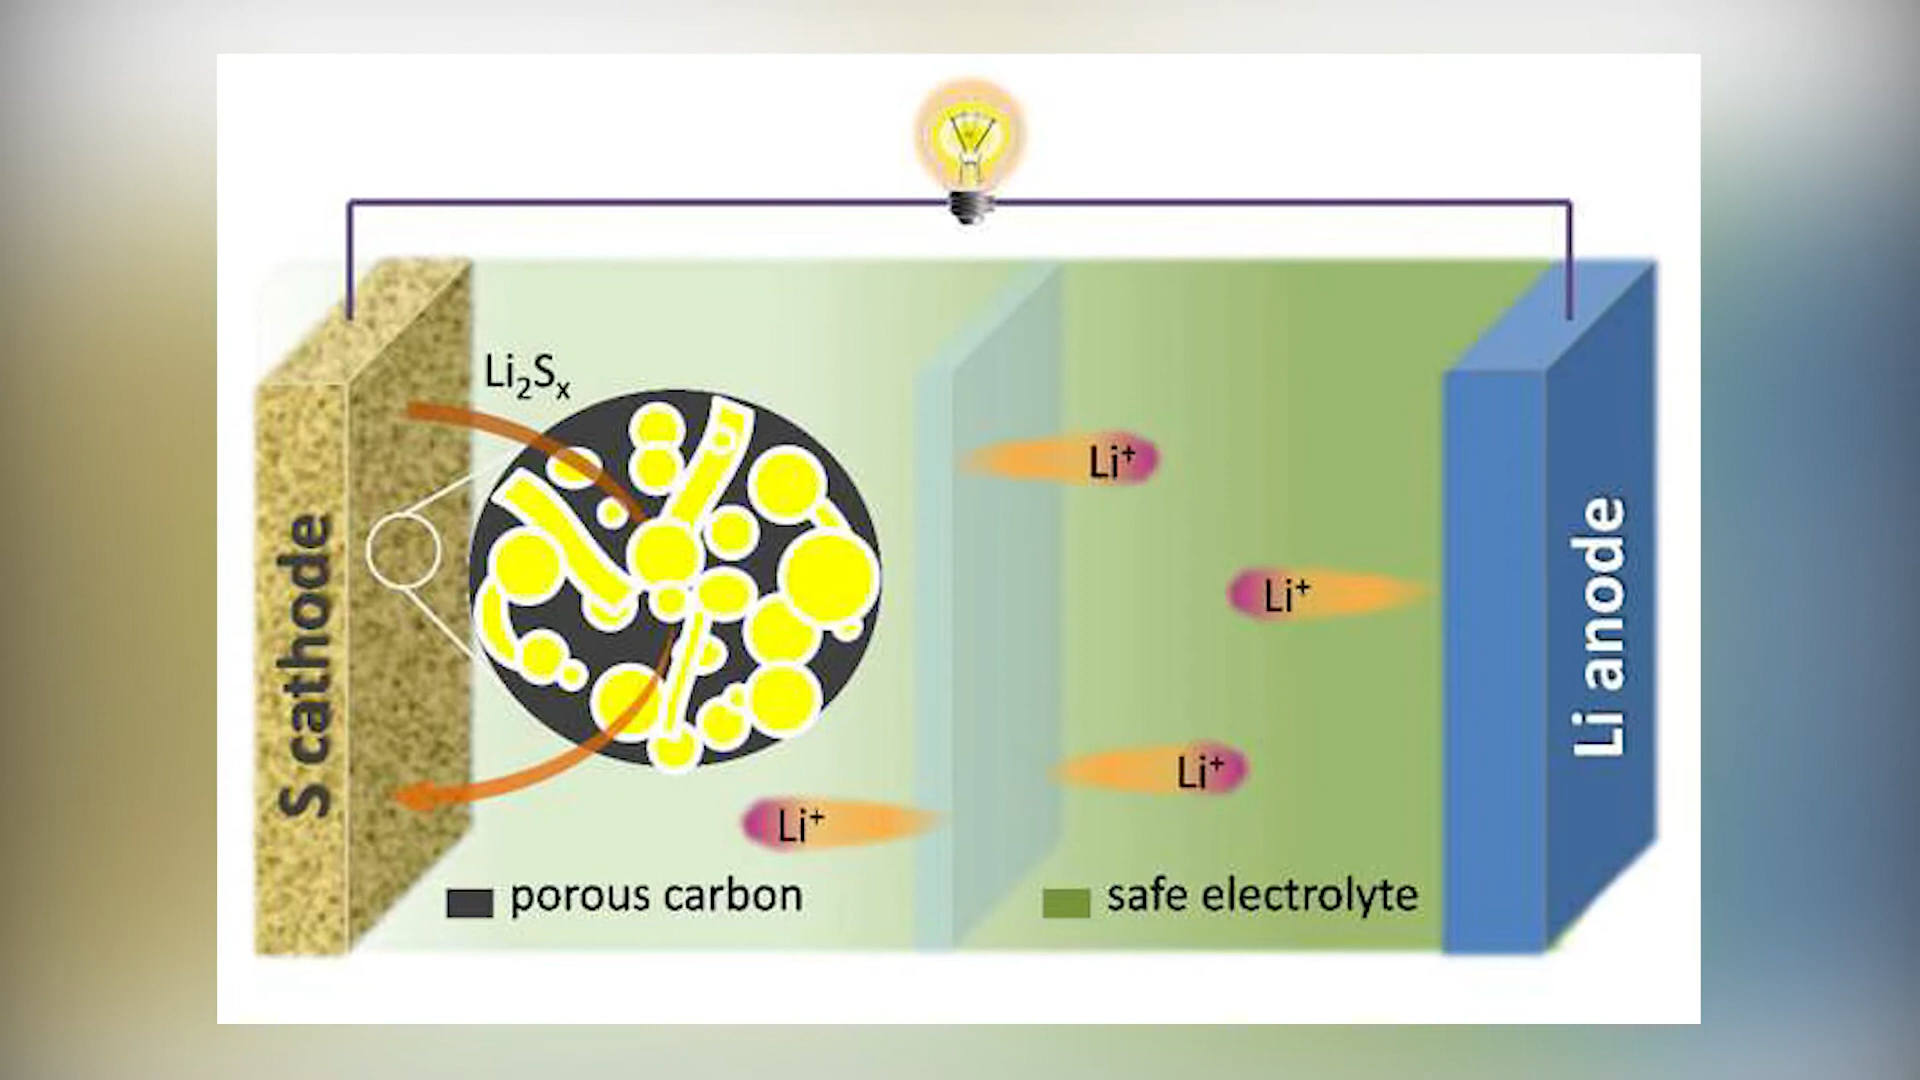 Li₂Sₓ
S cathode
Li⁺
Li⁺
Li⁺
Li⁺
Li anode
porous carbon
safe electrolyte